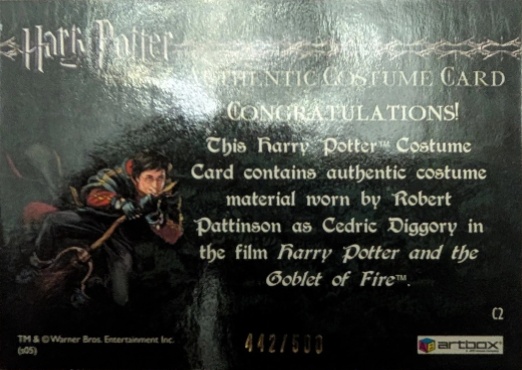 Harry Potter
AUTHENTIC COSTUME CARD
CONGRATULATIONS!
This Harry Potter™ Costume
Card contains authentic costume
material worn by Robert
Pattinson as Cedric Diggory in
the film Harry Potter and the
Goblet of Fire™.
C2
TM & © Warner Bros. Entertainment Inc.
(s05)
442/500
artbox